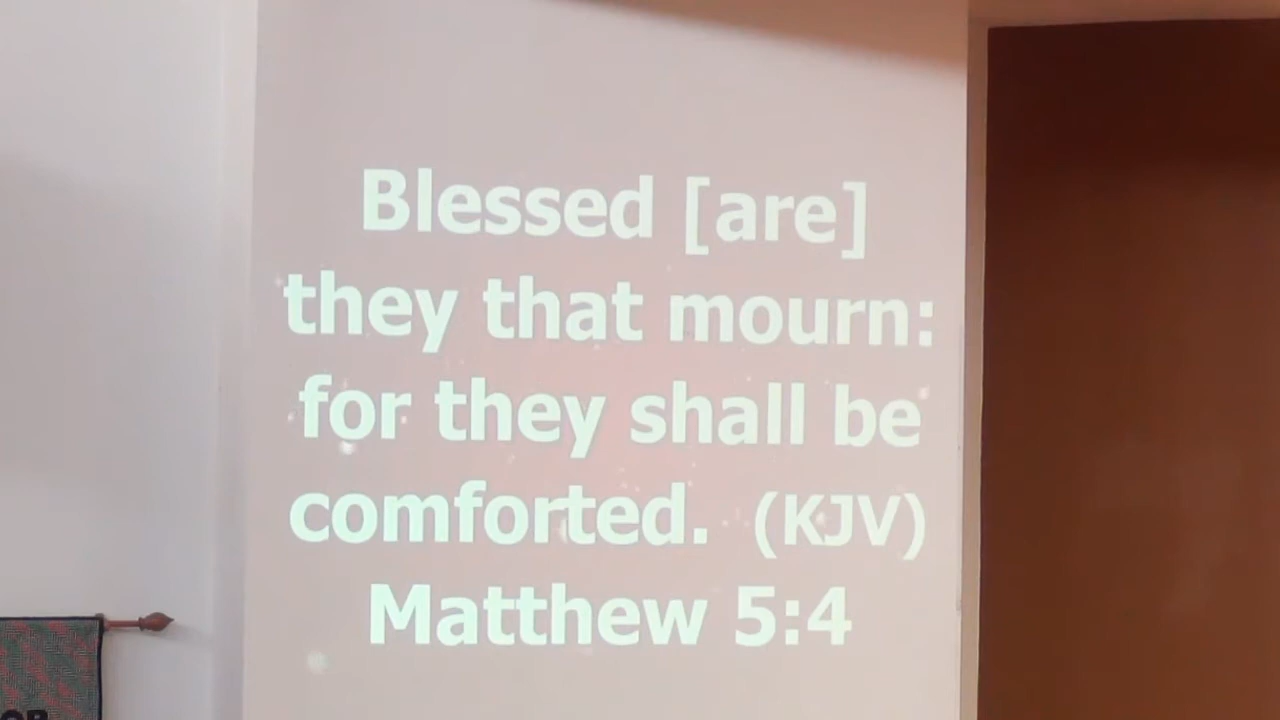 Blessed [are]
they that mourn:
for they shall be
comforted. (KJV)
Matthew 5:4